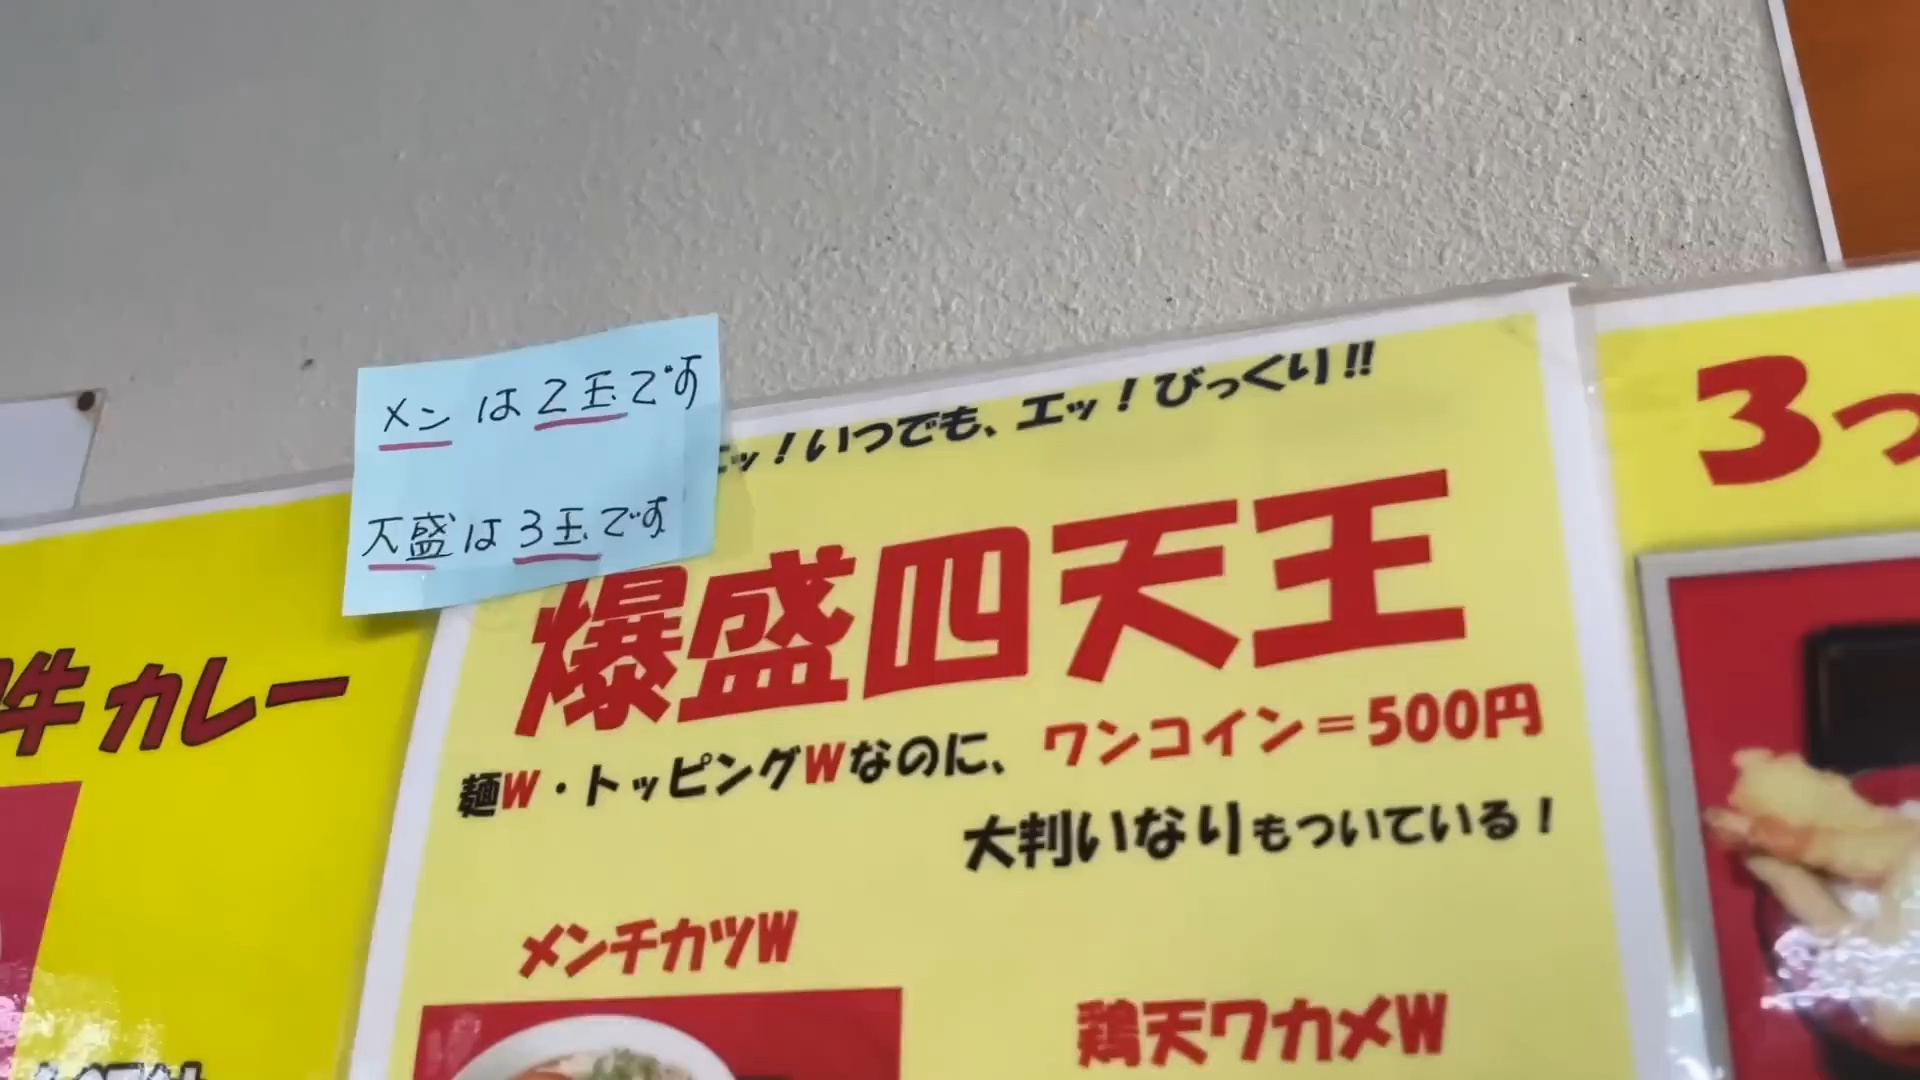 メンは2玉です
大盛は3玉です
エッ！いつでも、エッ！びっくり!!
爆盛四天王
麺W・トッピングWなのに、ワンコイン＝500円
大判いなりもついている！
メンチカツW
鶏天ワカメW
牛カレー
3つ